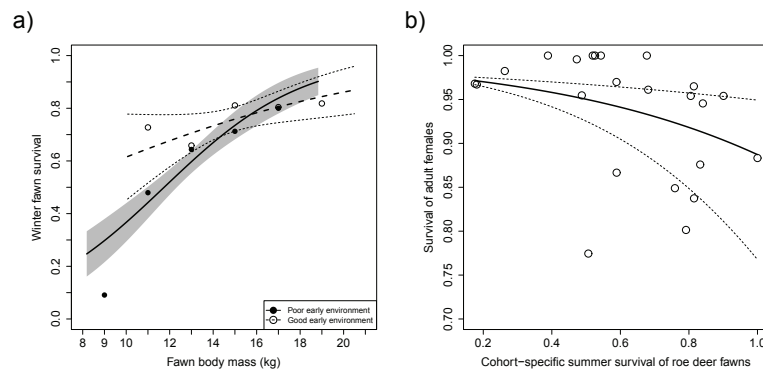 a)
b)
Winter fawn survival
1.0
0.8
0.6
0.4
0.2
0.0
Poor early environment
Good early environment
8 9 10 11 12 13 14 15 16 17 18 19 20
Fawn body mass (kg)
Survival of adult females
1.00
0.95
0.90
0.85
0.80
0.75
0.70
0.2 0.4 0.6 0.8 1.0
Cohort−specific summer survival of roe deer fawns